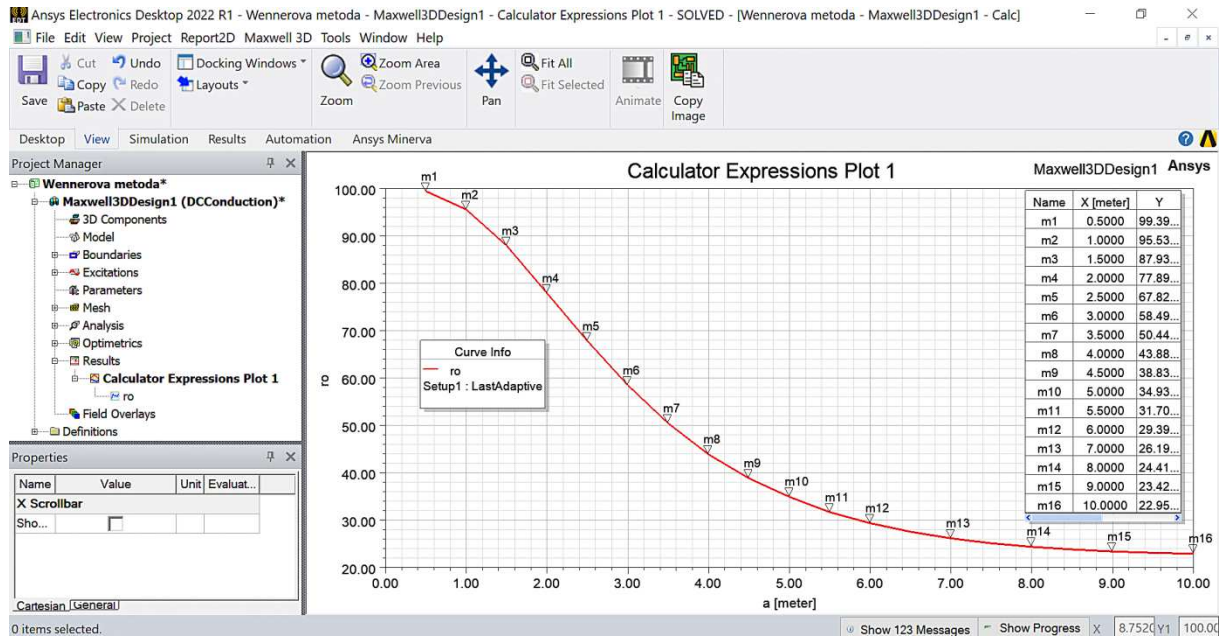 Ansys Electronics Desktop 2022 R1 - Wennerova metoda - Maxwell3DDesign1 - Calculator Expressions Plot 1 - SOLVED - [Wennerova metoda - Maxwell3DDesign1 - Calc]
File Edit View Project Report2D Maxwell 3D Tools Window Help
Save
Cut Undo
Copy Redo
Paste Delete
Docking Windows
Layouts
Zoom
Zoom Area
Zoom Previous
Pan
Fit All
Fit Selected
Animate
Copy Image
Desktop View Simulation Results Automation Ansys Minerva
Project Manager
Wennerova metoda*
Maxwell3DDesign1 (DCConduction)*
3D Components
Model
Boundaries
Excitations
Parameters
Mesh
Analysis
Optimetrics
Results
Calculator Expressions Plot 1
ro
Field Overlays
Definitions
Properties
Name Value Unit Evaluat...
X Scrollbar
Sho...
Cartesian General
Calculator Expressions Plot 1
Maxwell3DDesign1 Ansys
100.00
90.00
80.00
70.00
60.00
50.00
40.00
30.00
20.00
ro
m1
m2
m3
m4
m5
m6
m7
m8
m9
m10
m11
m12
m13
m14
m15
m16
Curve Info
ro
Setup1 : LastAdaptive
Name X [meter] Y
m1 0.5000 99.39...
m2 1.0000 95.53...
m3 1.5000 87.93...
m4 2.0000 77.89...
m5 2.5000 67.82...
m6 3.0000 58.49...
m7 3.5000 50.44...
m8 4.0000 43.88...
m9 4.5000 38.83...
m10 5.0000 34.93...
m11 5.5000 31.70...
m12 6.0000 29.39...
m13 7.0000 26.19...
m14 8.0000 24.41...
m15 9.0000 23.42...
m16 10.0000 22.95...
0.00 1.00 2.00 3.00 4.00 5.00 6.00 7.00 8.00 9.00 10.00
a [meter]
0 items selected.
Show 123 Messages Show Progress X 8.7520 Y1 100.00